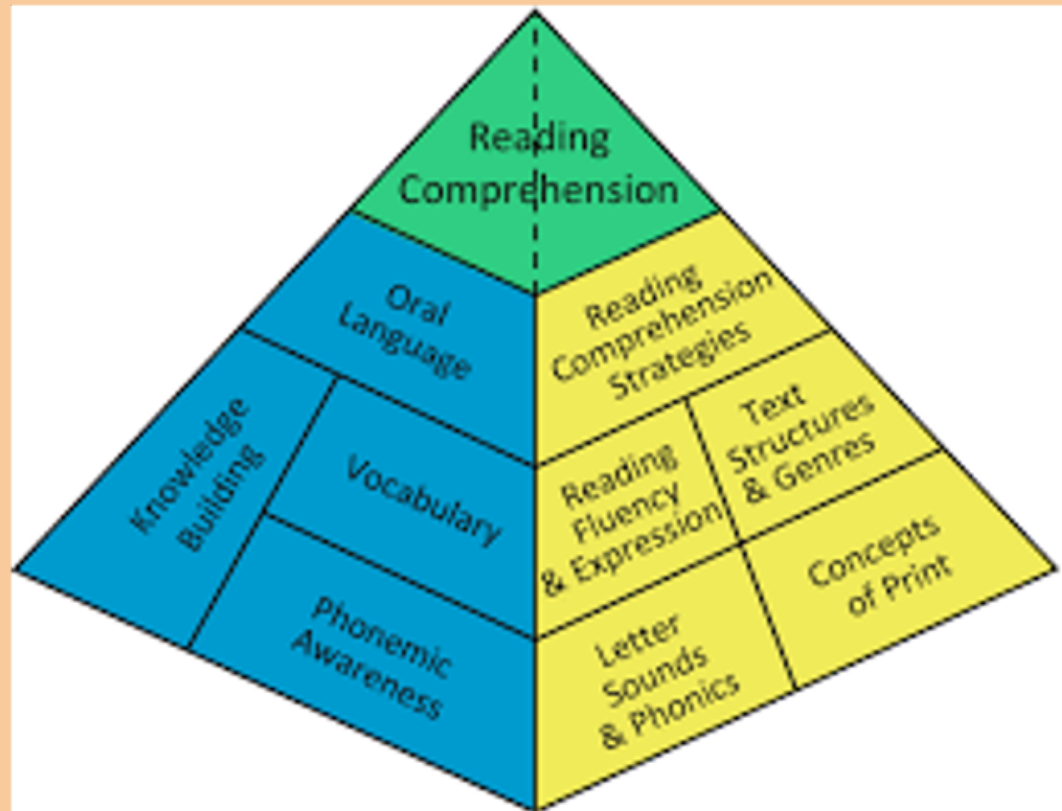 Reading
Comprehension
Oral
Language
Knowledge
Building
Vocabulary
Phonemic
Awareness
Reading
Comprehension
Strategies
Reading
Fluency
& Expression
Text
Structures
& Genres
Letter
Sounds
& Phonics
Concepts
of Print